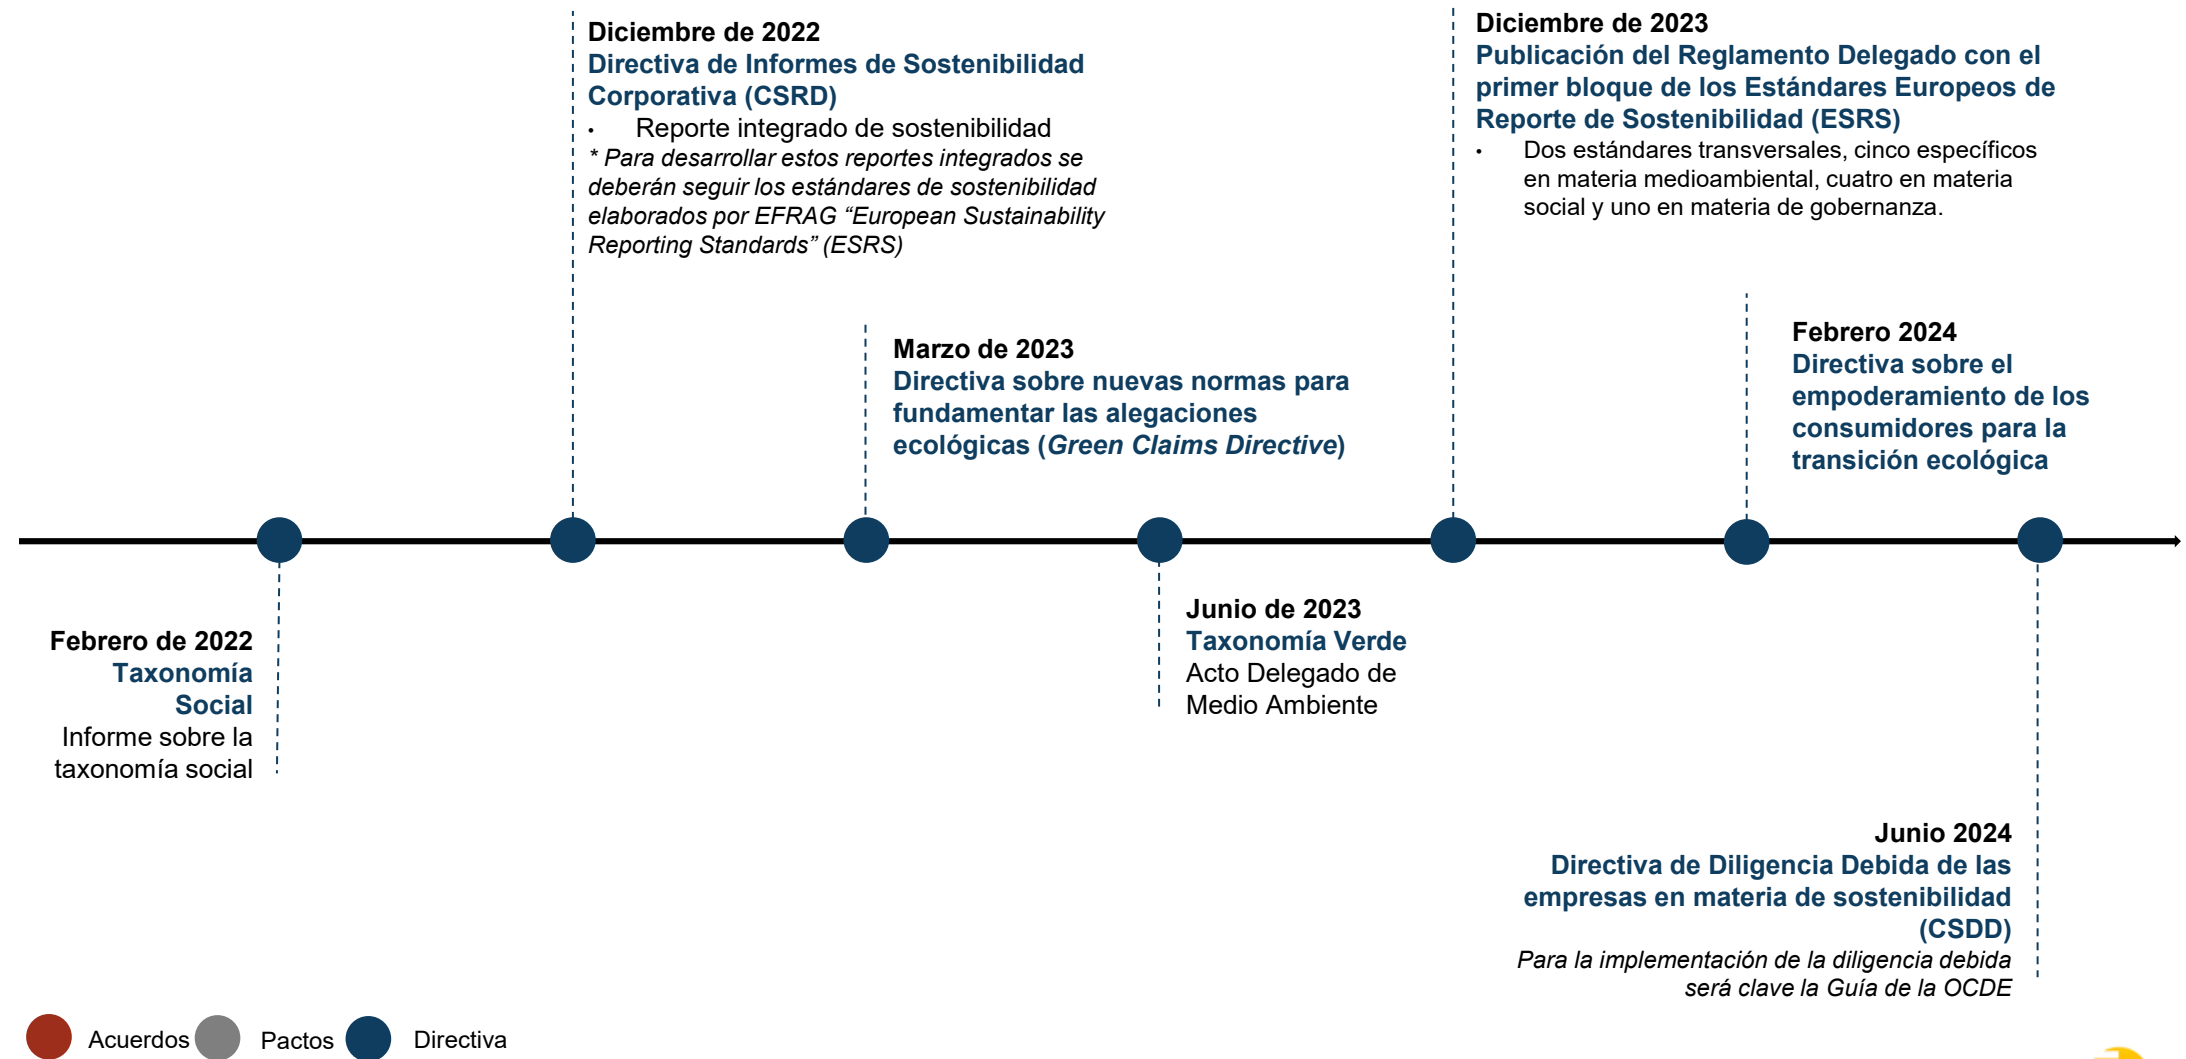 Diciembre de 2022
Directiva de Informes de Sostenibilidad
Corporativa (CSRD)
• Reporte integrado de sostenibilidad
* Para desarrollar estos reportes integrados se
deberán seguir los estándares de sostenibilidad
elaborados por EFRAG “European Sustainability
Reporting Standards” (ESRS)
Diciembre de 2023
Publicación del Reglamento Delegado con el
primer bloque de los Estándares Europeos de
Reporte de Sostenibilidad (ESRS)
• Dos estándares transversales, cinco específicos
en materia medioambiental, cuatro en materia
social y uno en materia de gobernanza.
Marzo de 2023
Directiva sobre nuevas normas para
fundamentar las alegaciones
ecológicas (Green Claims Directive)
Febrero 2024
Directiva sobre el
empoderamiento de los
consumidores para la
transición ecológica
Febrero de 2022
Taxonomía
Social
Informe sobre la
taxonomía social
Junio de 2023
Taxonomía Verde
Acto Delegado de
Medio Ambiente
Junio 2024
Directiva de Diligencia Debida de las
empresas en materia de sostenibilidad
(CSDD)
Para la implementación de la diligencia debida
será clave la Guía de la OCDE
Acuerdos
Pactos
Directiva